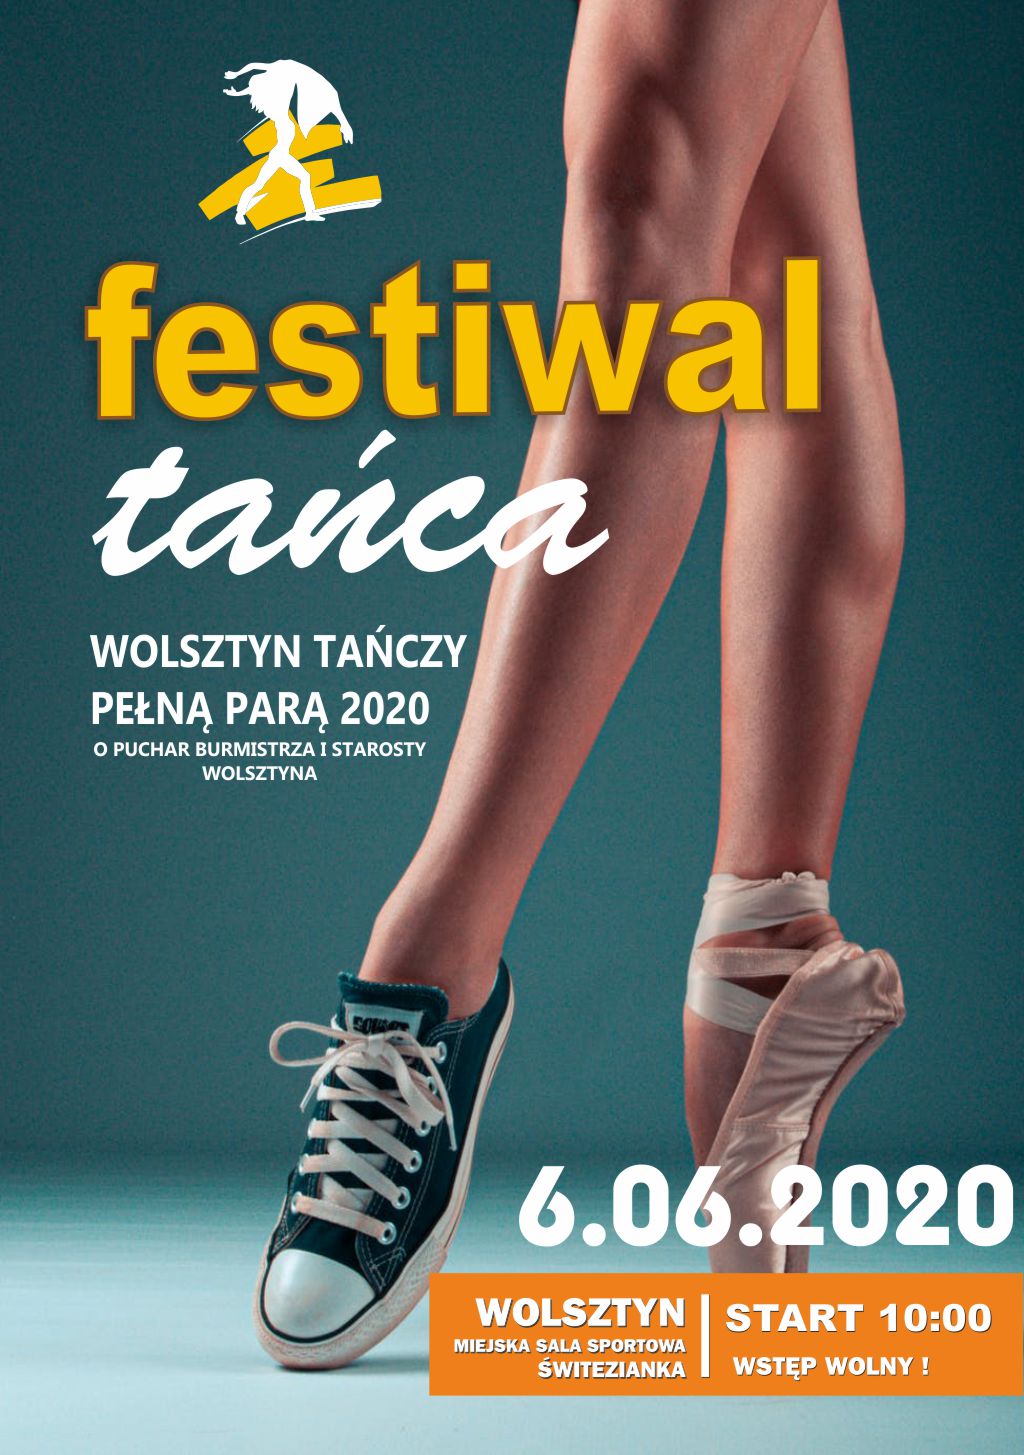 festiwal
tańca
WOLSZTYN TAŃCZY
PEŁNĄ PARĄ 2020
O PUCHAR BURMISTRZA I STAROSTY
WOLSZTYNA
6.06.2020
WOLSZTYN
MIEJSKA SALA SPORTOWA
ŚWITEZIANKA
START 10:00
WSTĘP WOLNY !